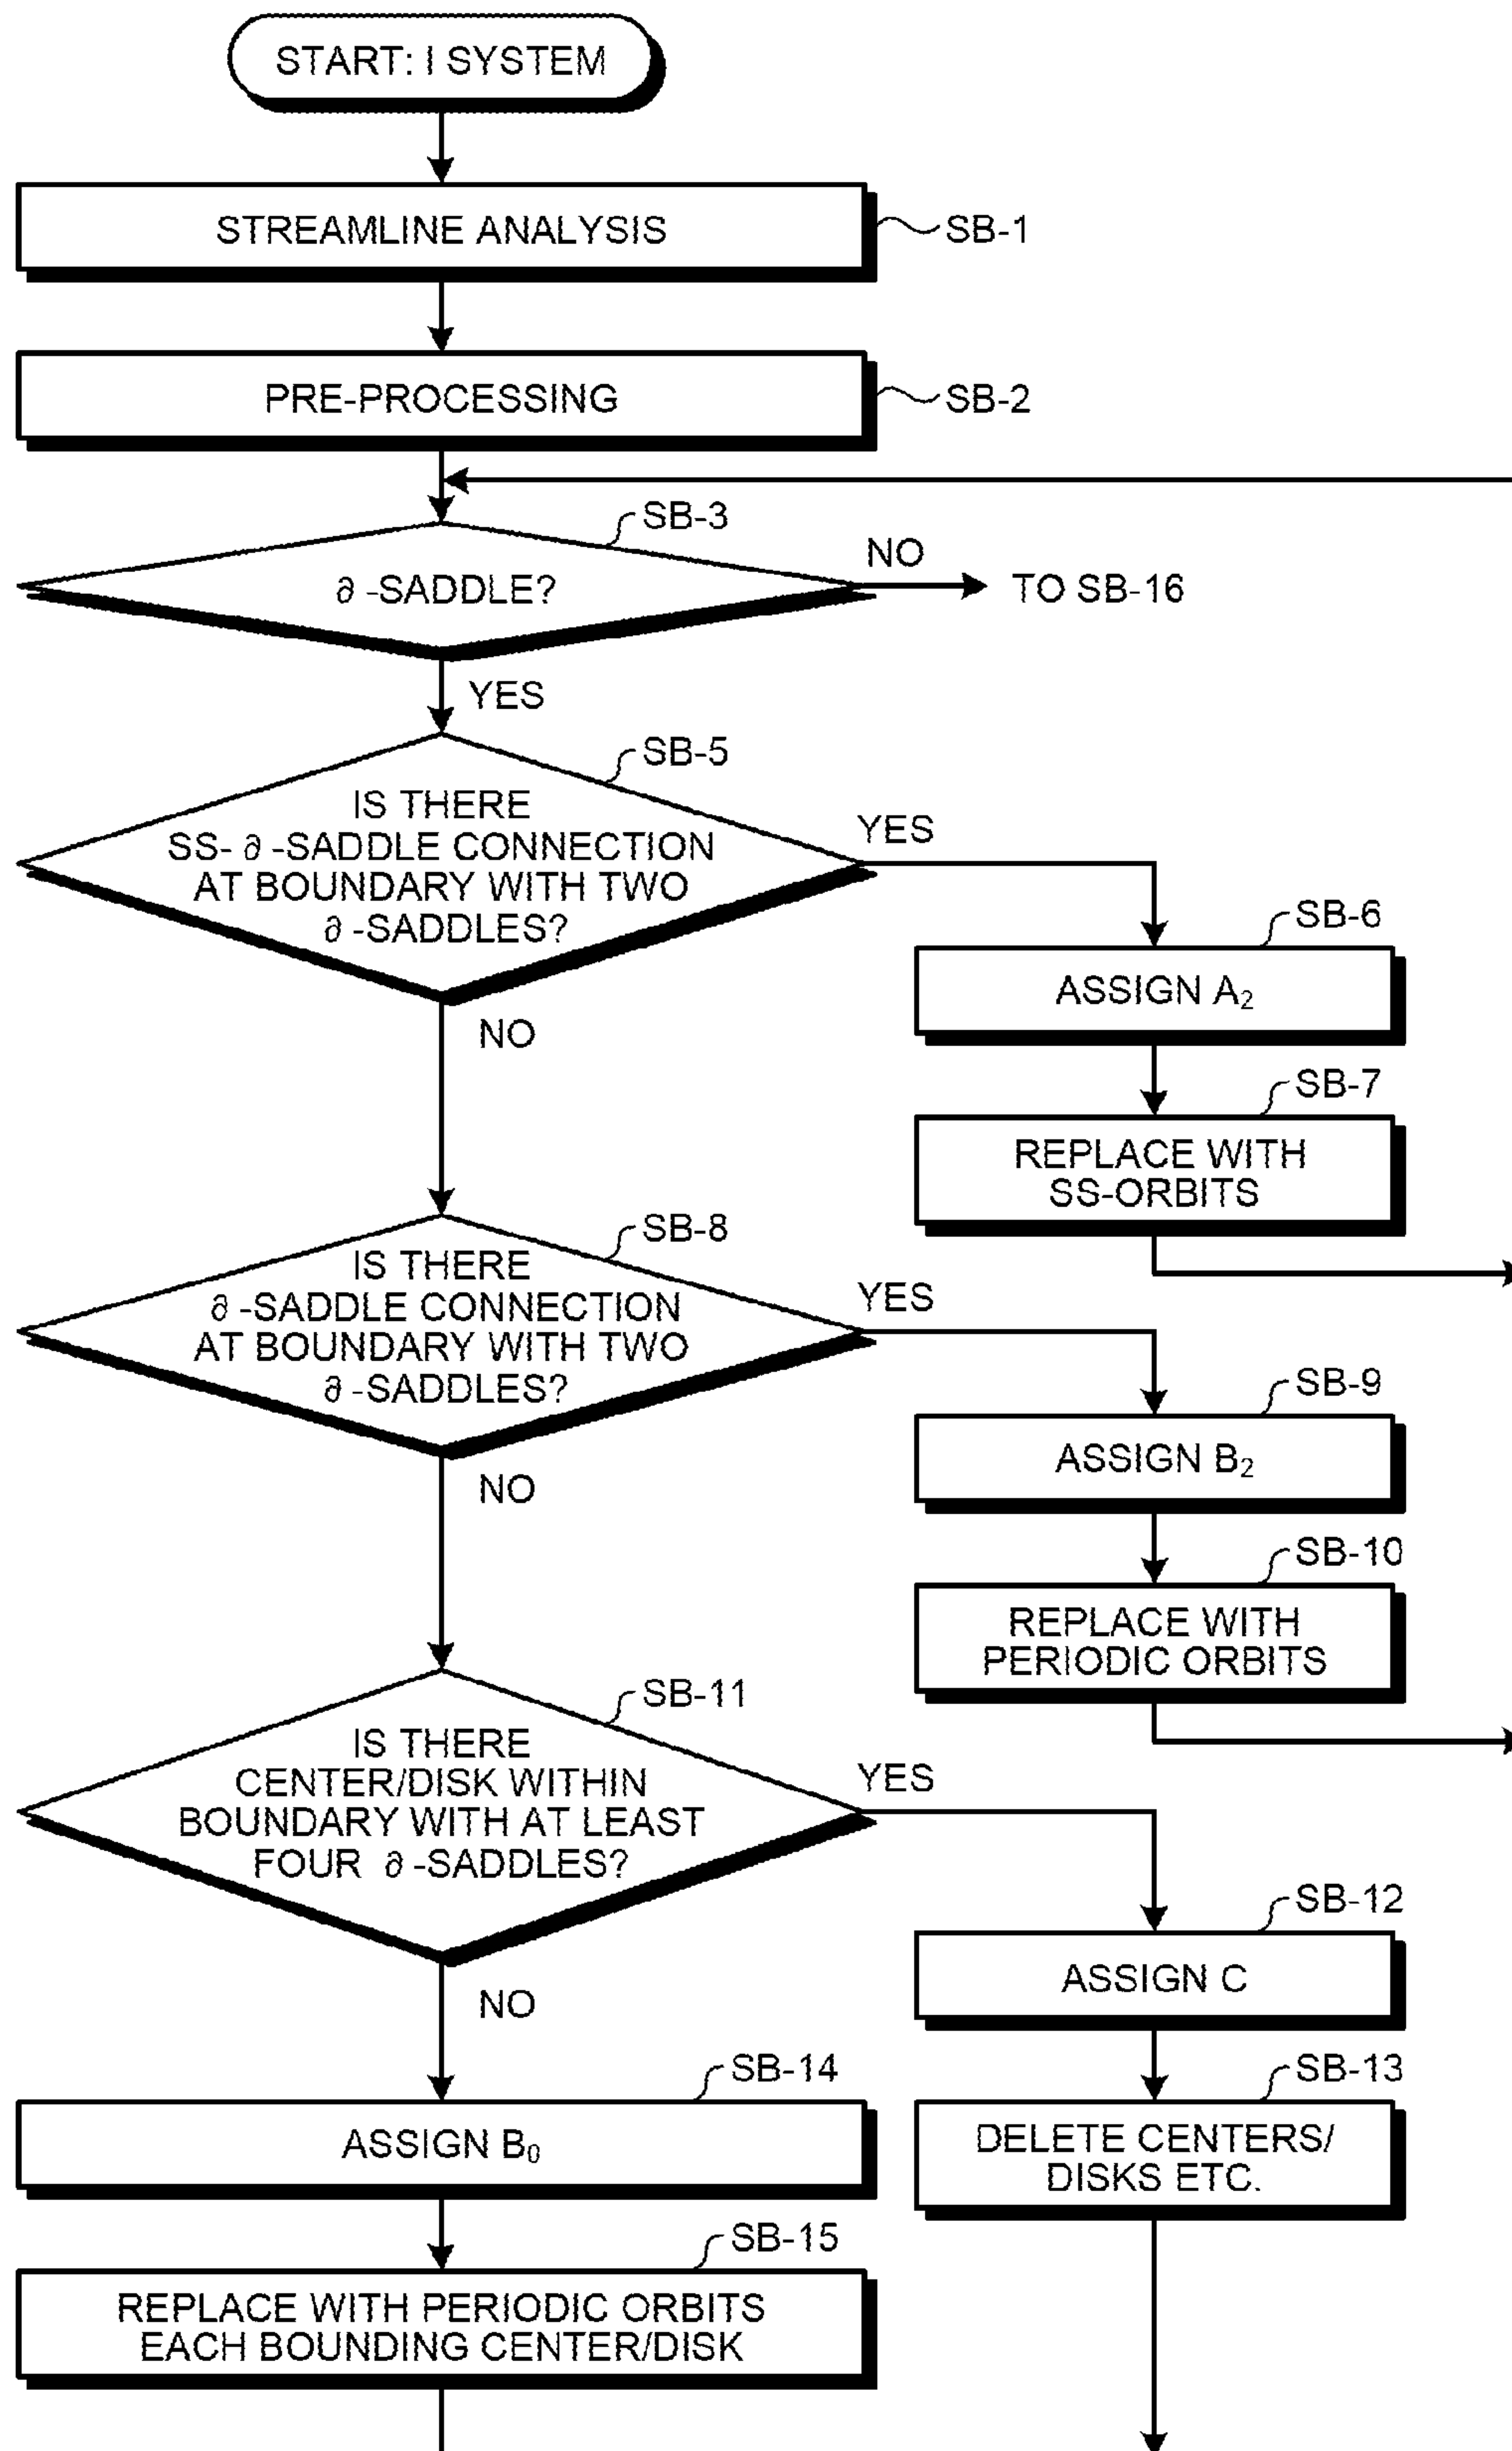 START: I SYSTEM
STREAMLINE ANALYSIS
SB-1
PRE-PROCESSING
SB-2
SB-3
∂ -SADDLE?
NO
TO SB-16
YES
SB-5
IS THERE
SS- ∂ -SADDLE CONNECTION
AT BOUNDARY WITH TWO
∂ -SADDLES?
YES
NO
SB-6
ASSIGN A₂
SB-7
REPLACE WITH
SS-ORBITS
SB-8
IS THERE
∂ -SADDLE CONNECTION
AT BOUNDARY WITH TWO
∂ -SADDLES?
YES
NO
SB-9
ASSIGN B₂
SB-10
REPLACE WITH
PERIODIC ORBITS
SB-11
IS THERE
CENTER/DISK WITHIN
BOUNDARY WITH AT LEAST
FOUR ∂ -SADDLES?
YES
NO
SB-12
ASSIGN C
SB-13
DELETE CENTERS/
DISKS ETC.
SB-14
ASSIGN B₀
SB-15
REPLACE WITH PERIODIC ORBITS
EACH BOUNDING CENTER/DISK